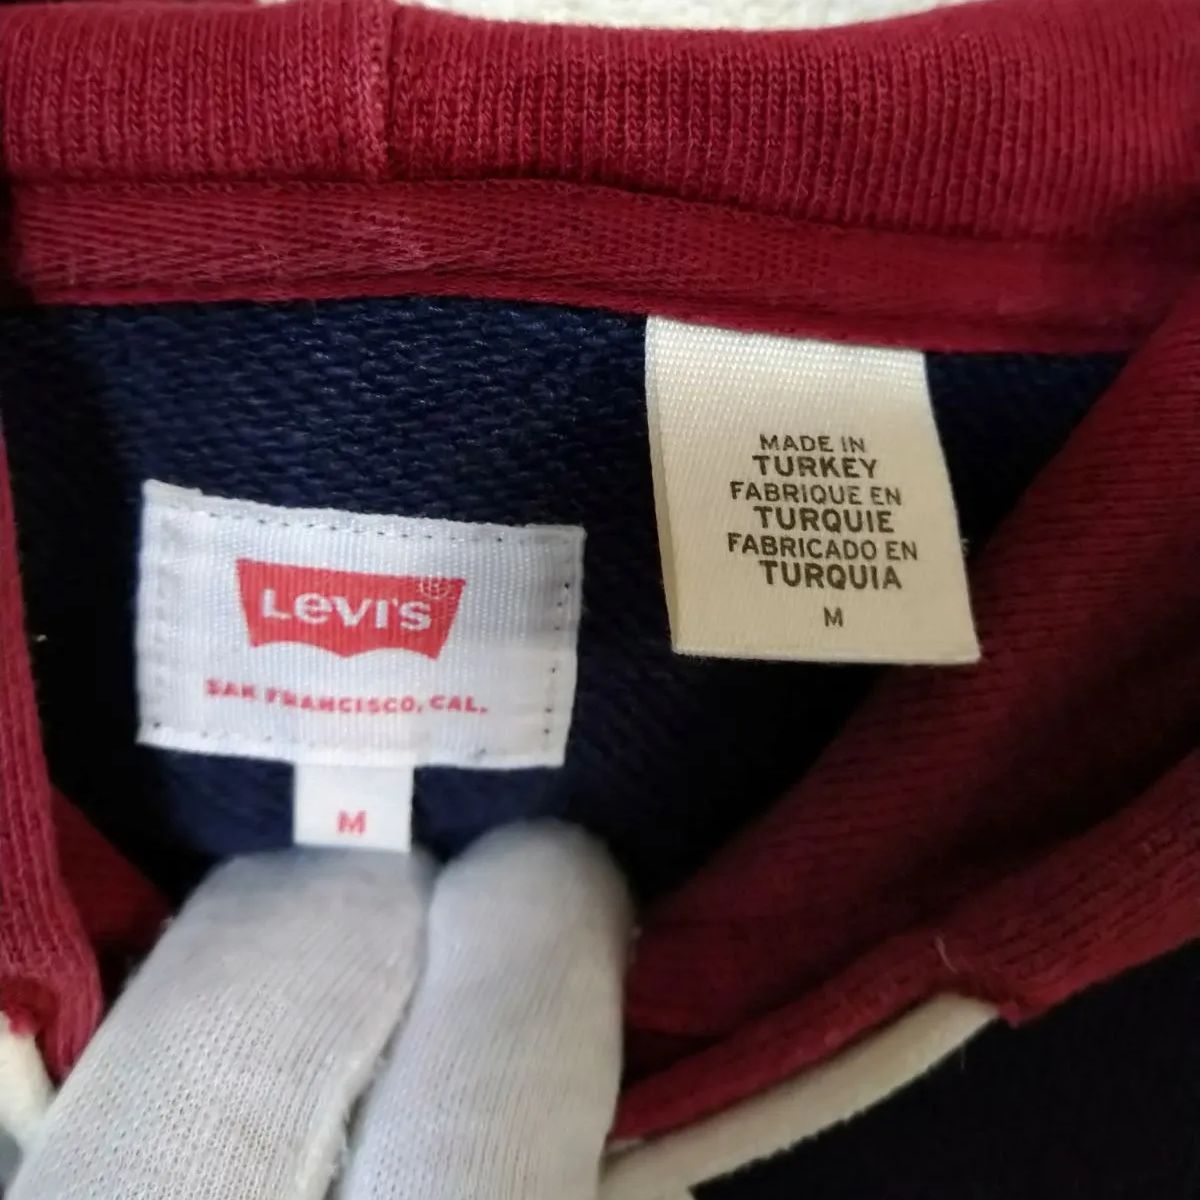 LEVI'S
SAN FRANCISCO, CAL.
M
MADE IN
TURKEY
FABRIQUE EN
TURQUIE
FABRICADO EN
TURQUIA
M